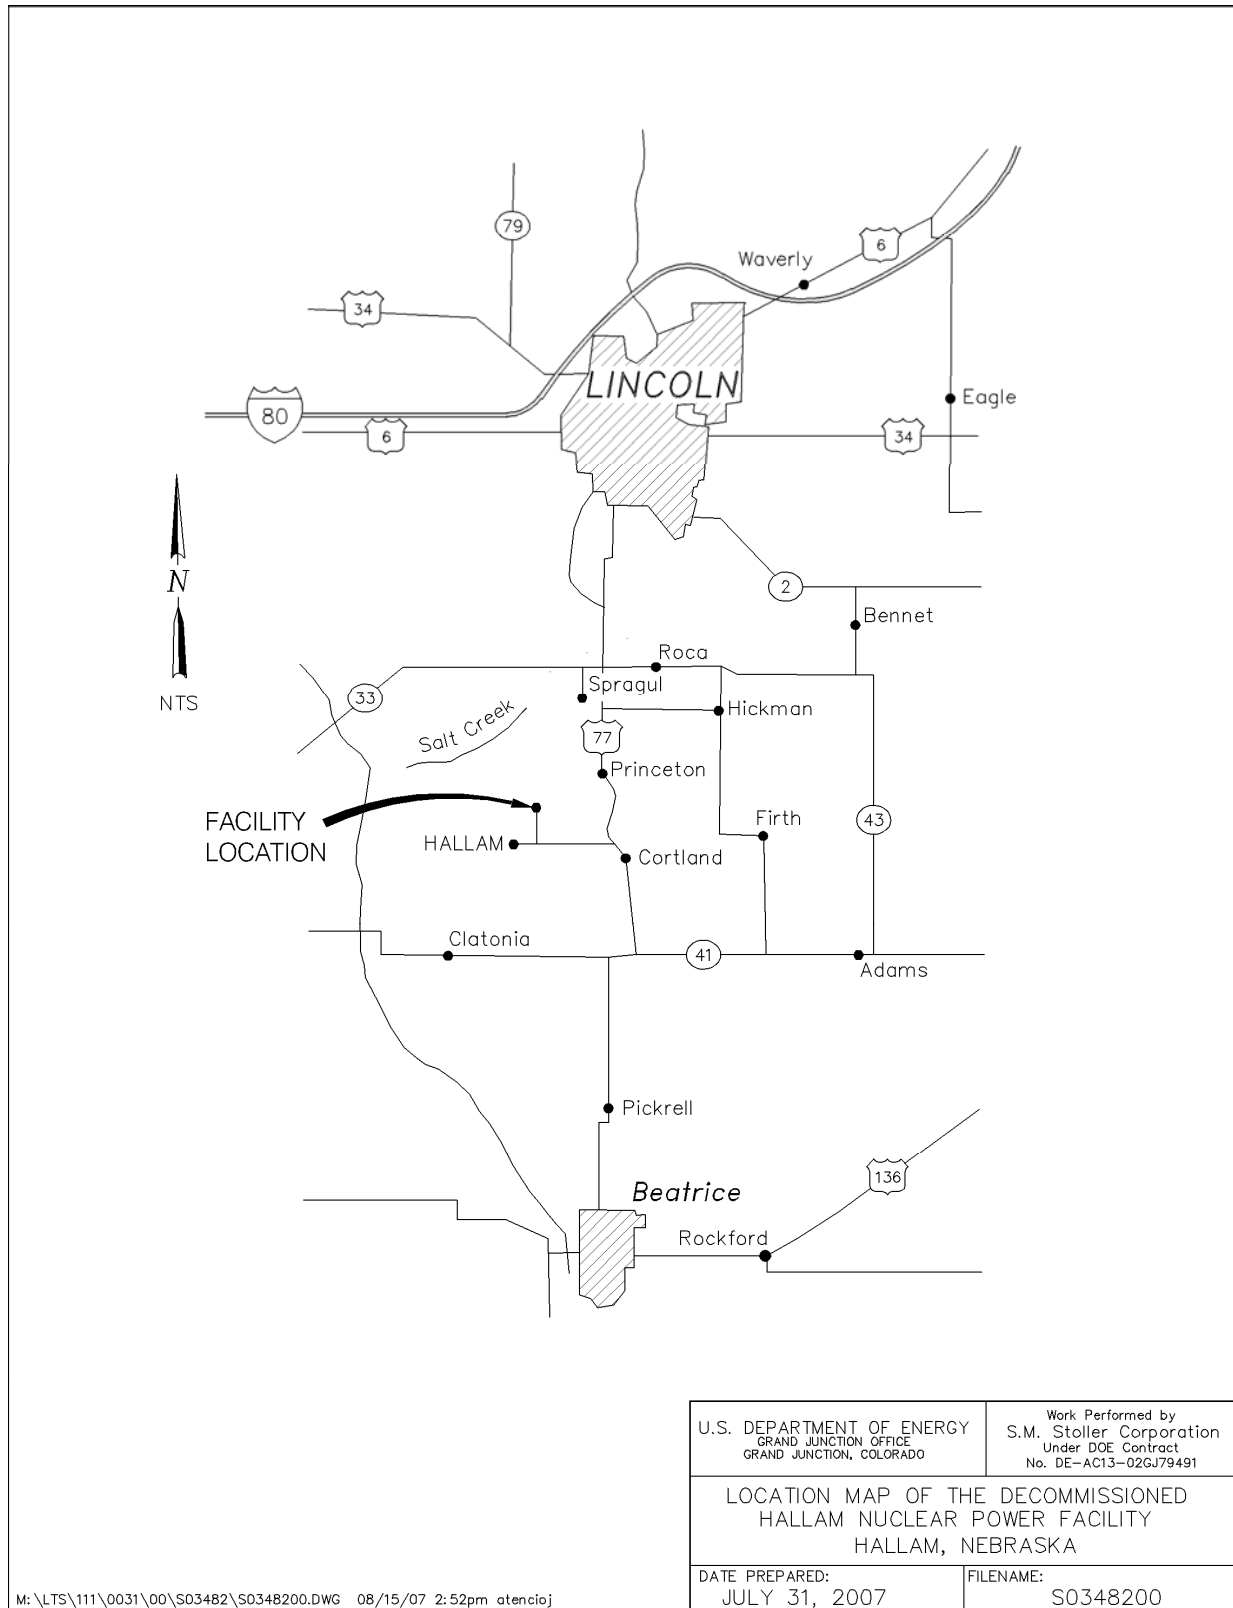 79
6
Waverly
34
LINCOLN
80
6
Eagle
34
N
NTS
2
Bennet
Roca
Spragul
33
Hickman
Salt Creek
77
Princeton
FACILITY
LOCATION
Firth
43
HALLAM
Cortland
Clatonia
41
Adams
Pickrell
136
Beatrice
Rockford
U.S. DEPARTMENT OF ENERGY
GRAND JUNCTION OFFICE
GRAND JUNCTION, COLORADO
Work Performed by
S.M. Stoller Corporation
Under DOE Contract
No. DE-AC13-02GJ79491
LOCATION MAP OF THE DECOMMISSIONED
HALLAM NUCLEAR POWER FACILITY
HALLAM, NEBRASKA
DATE PREPARED:
JULY 31, 2007
FILENAME:
S0348200
M:\LTS\111\0031\00\S03482\S0348200.DWG 08/15/07 2:52pm atencioj